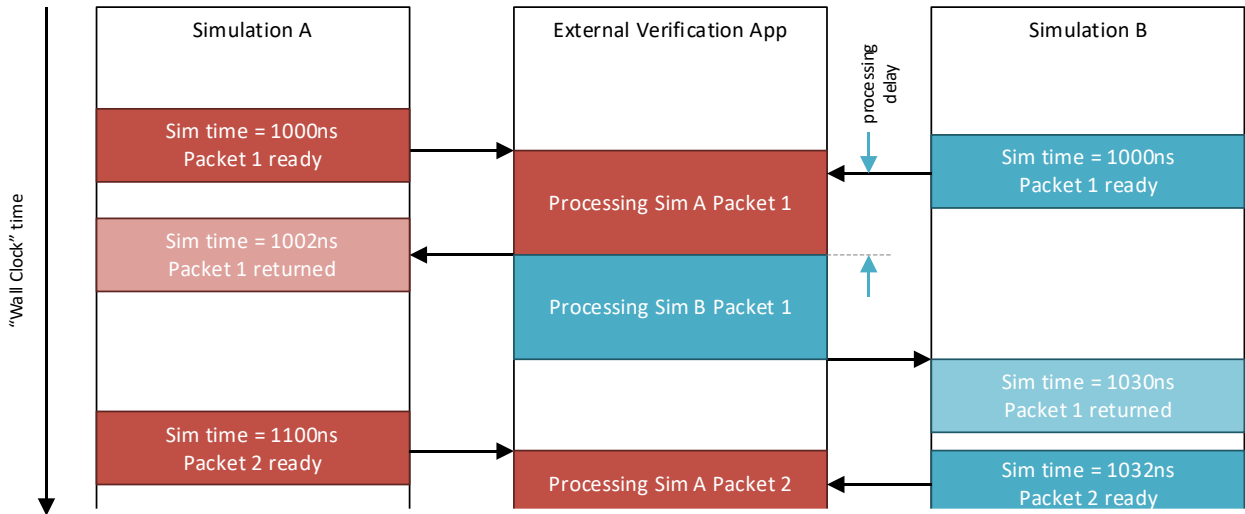 Simulation A
External Verification App
Simulation B
processing
delay
Sim time = 1000ns
Packet 1 ready
Sim time = 1000ns
Packet 1 ready
Processing Sim A Packet 1
“Wall Clock” time
Sim time = 1002ns
Packet 1 returned
Processing Sim B Packet 1
Sim time = 1030ns
Packet 1 returned
Sim time = 1100ns
Packet 2 ready
Processing Sim A Packet 2
Sim time = 1032ns
Packet 2 ready